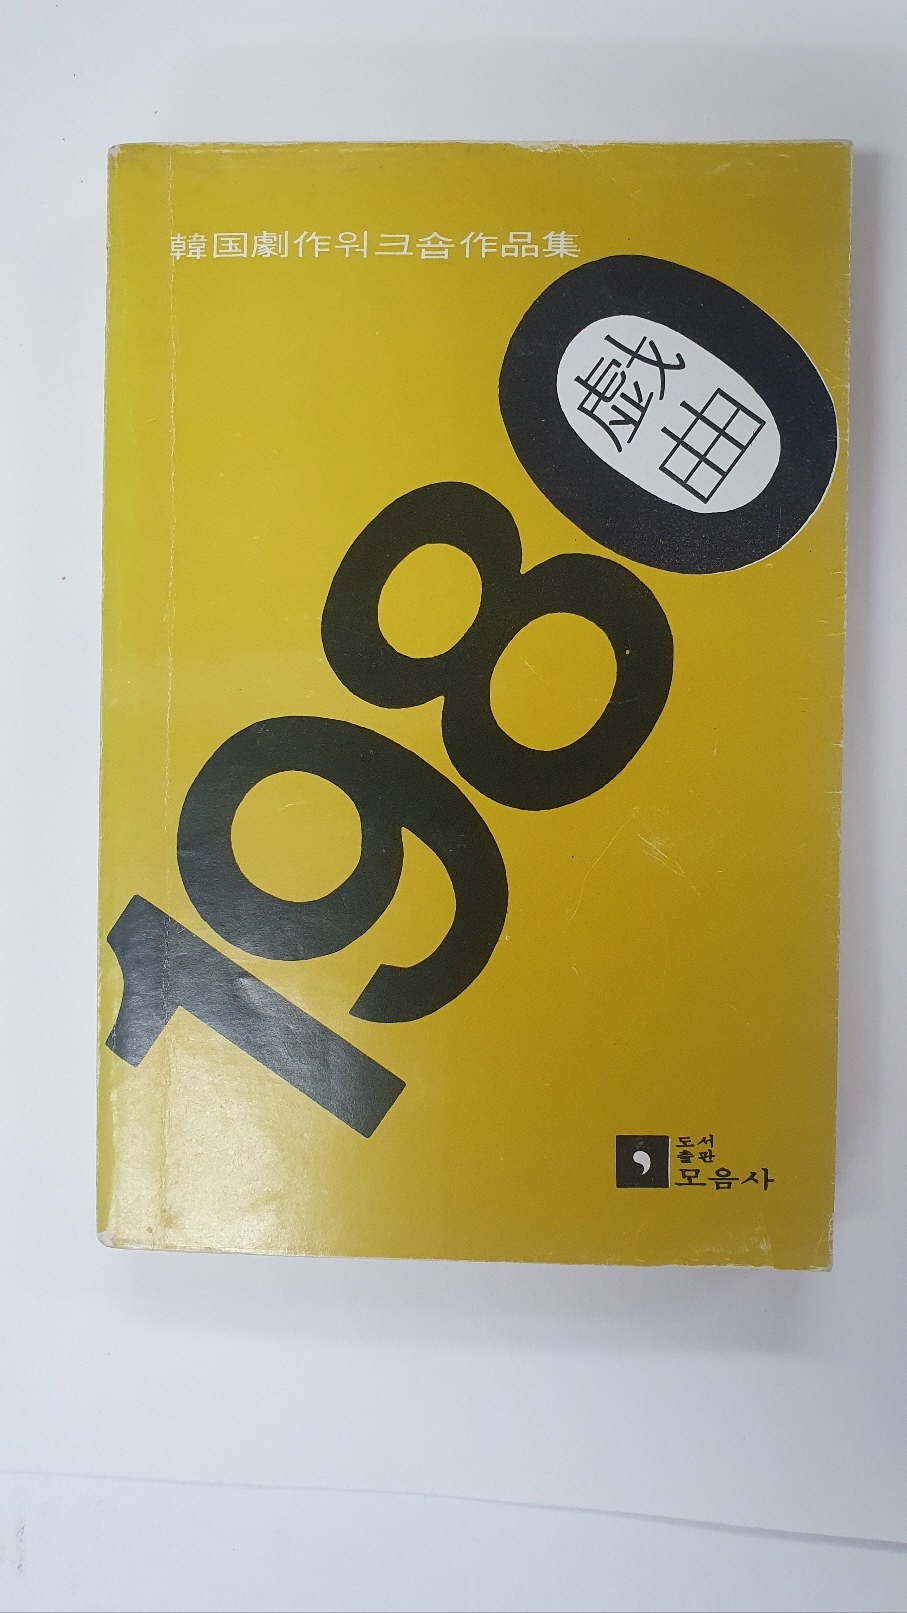 韓国劇作워크숍作品集
戱曲
1980
도서
출판
모음사